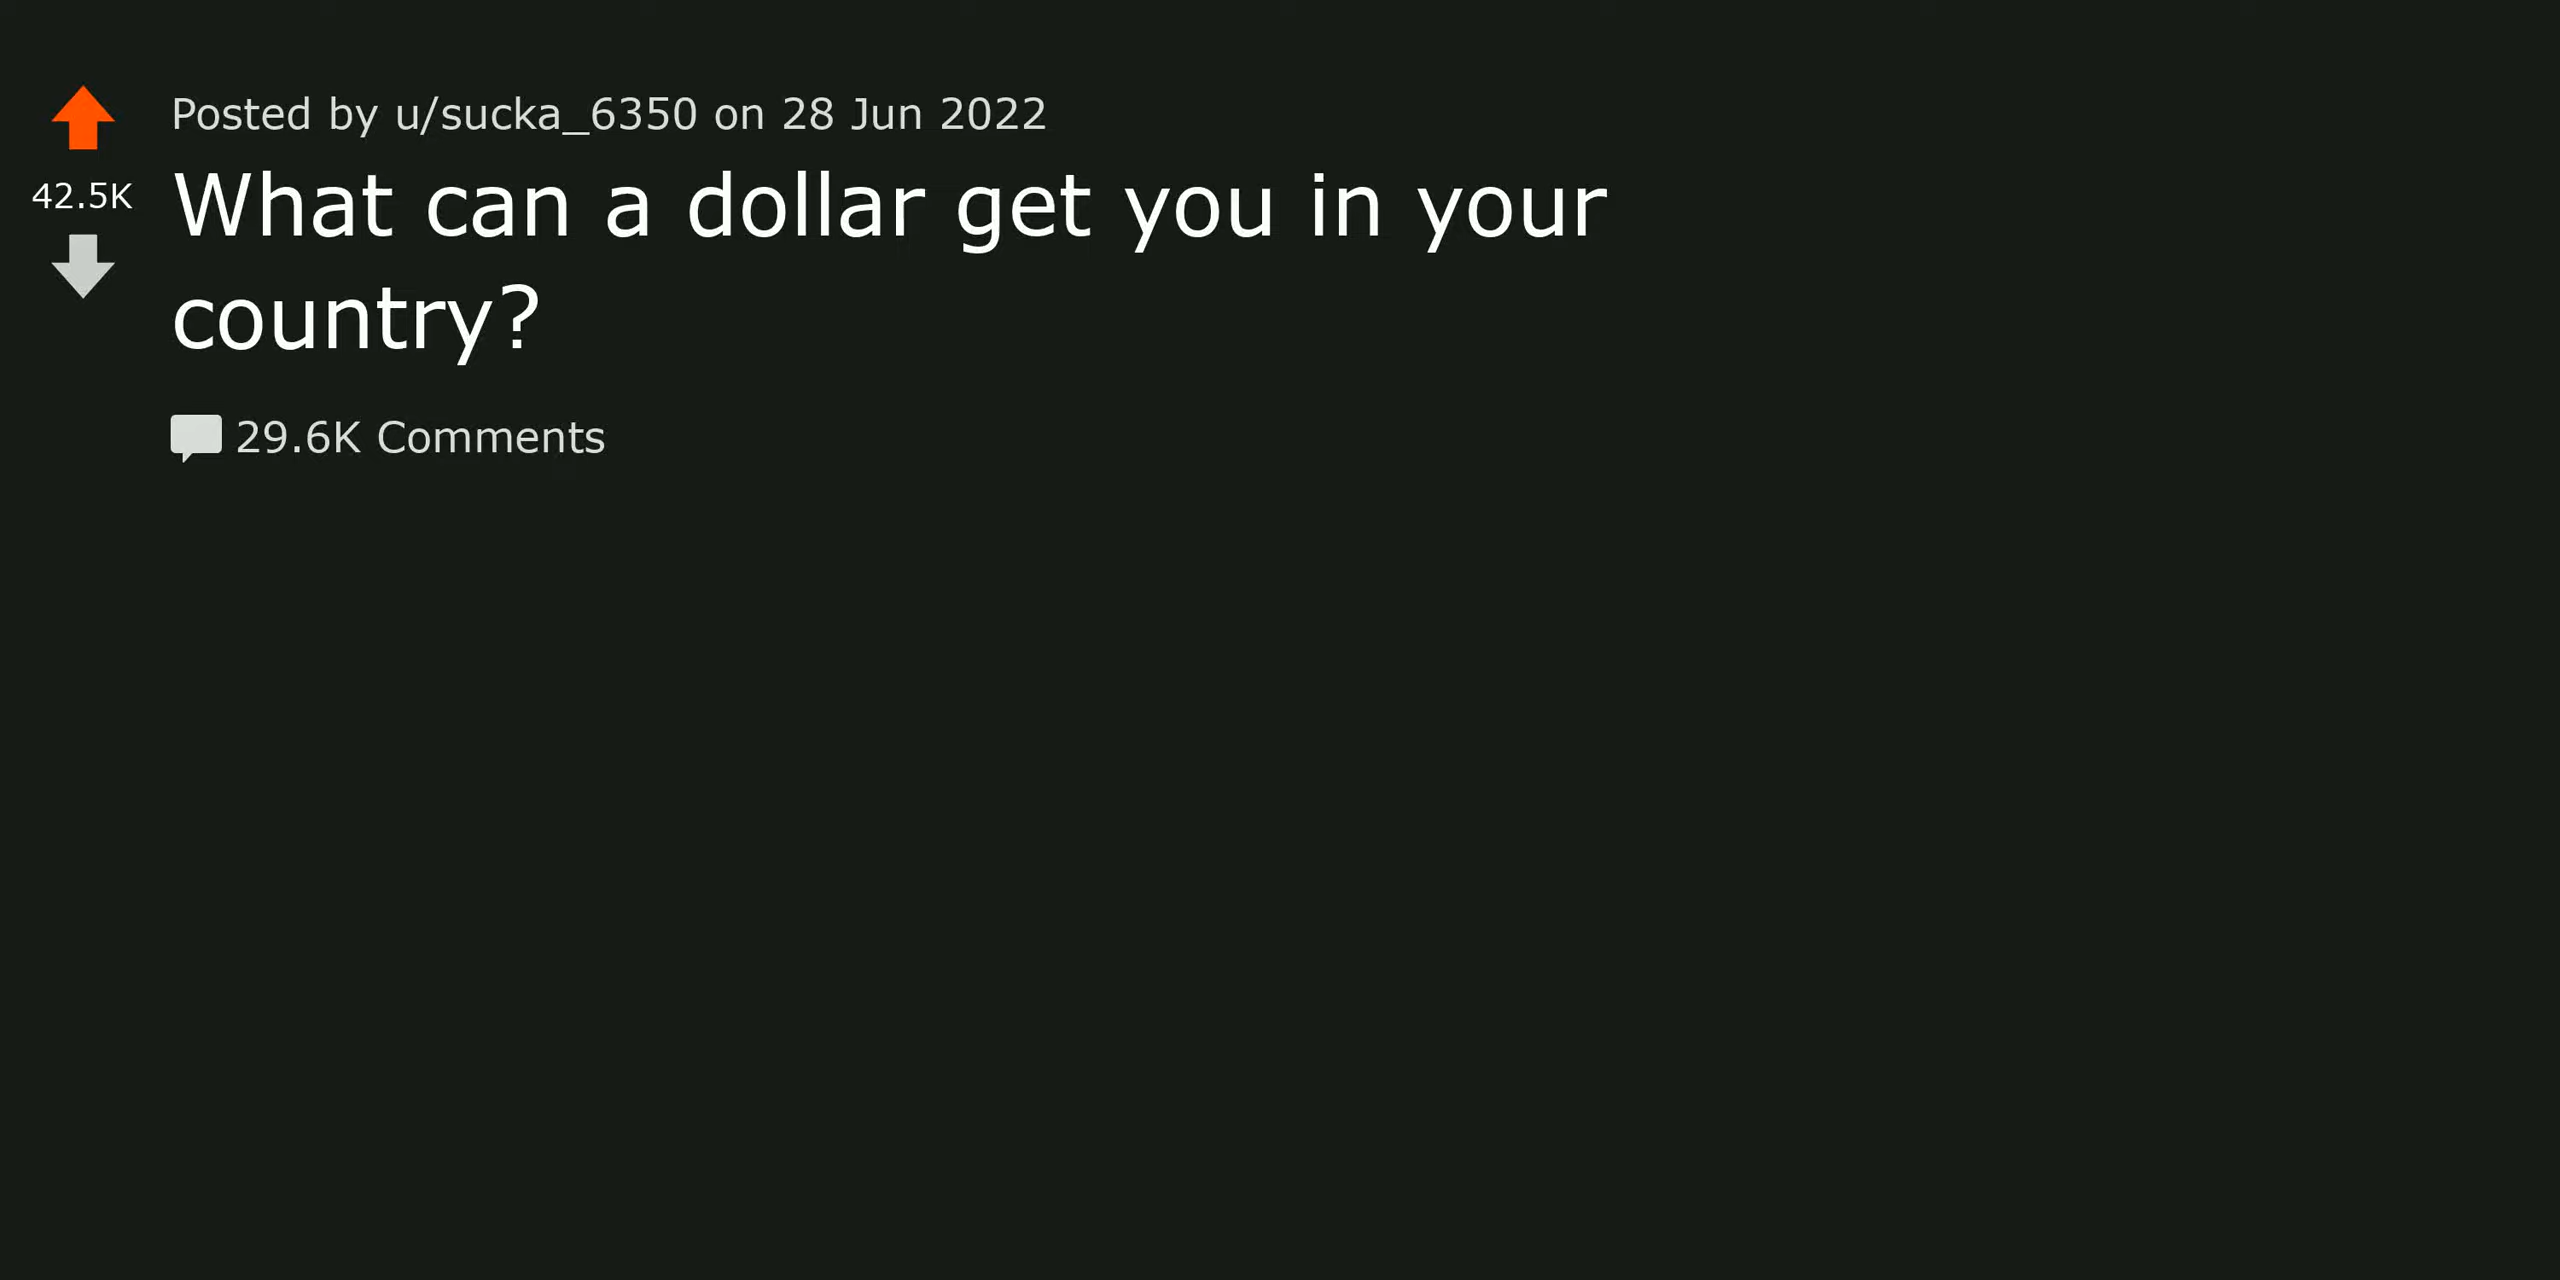 Posted by u/sucka_6350 on 28 Jun 2022
42.5K
What can a dollar get you in your
country?
29.6K Comments